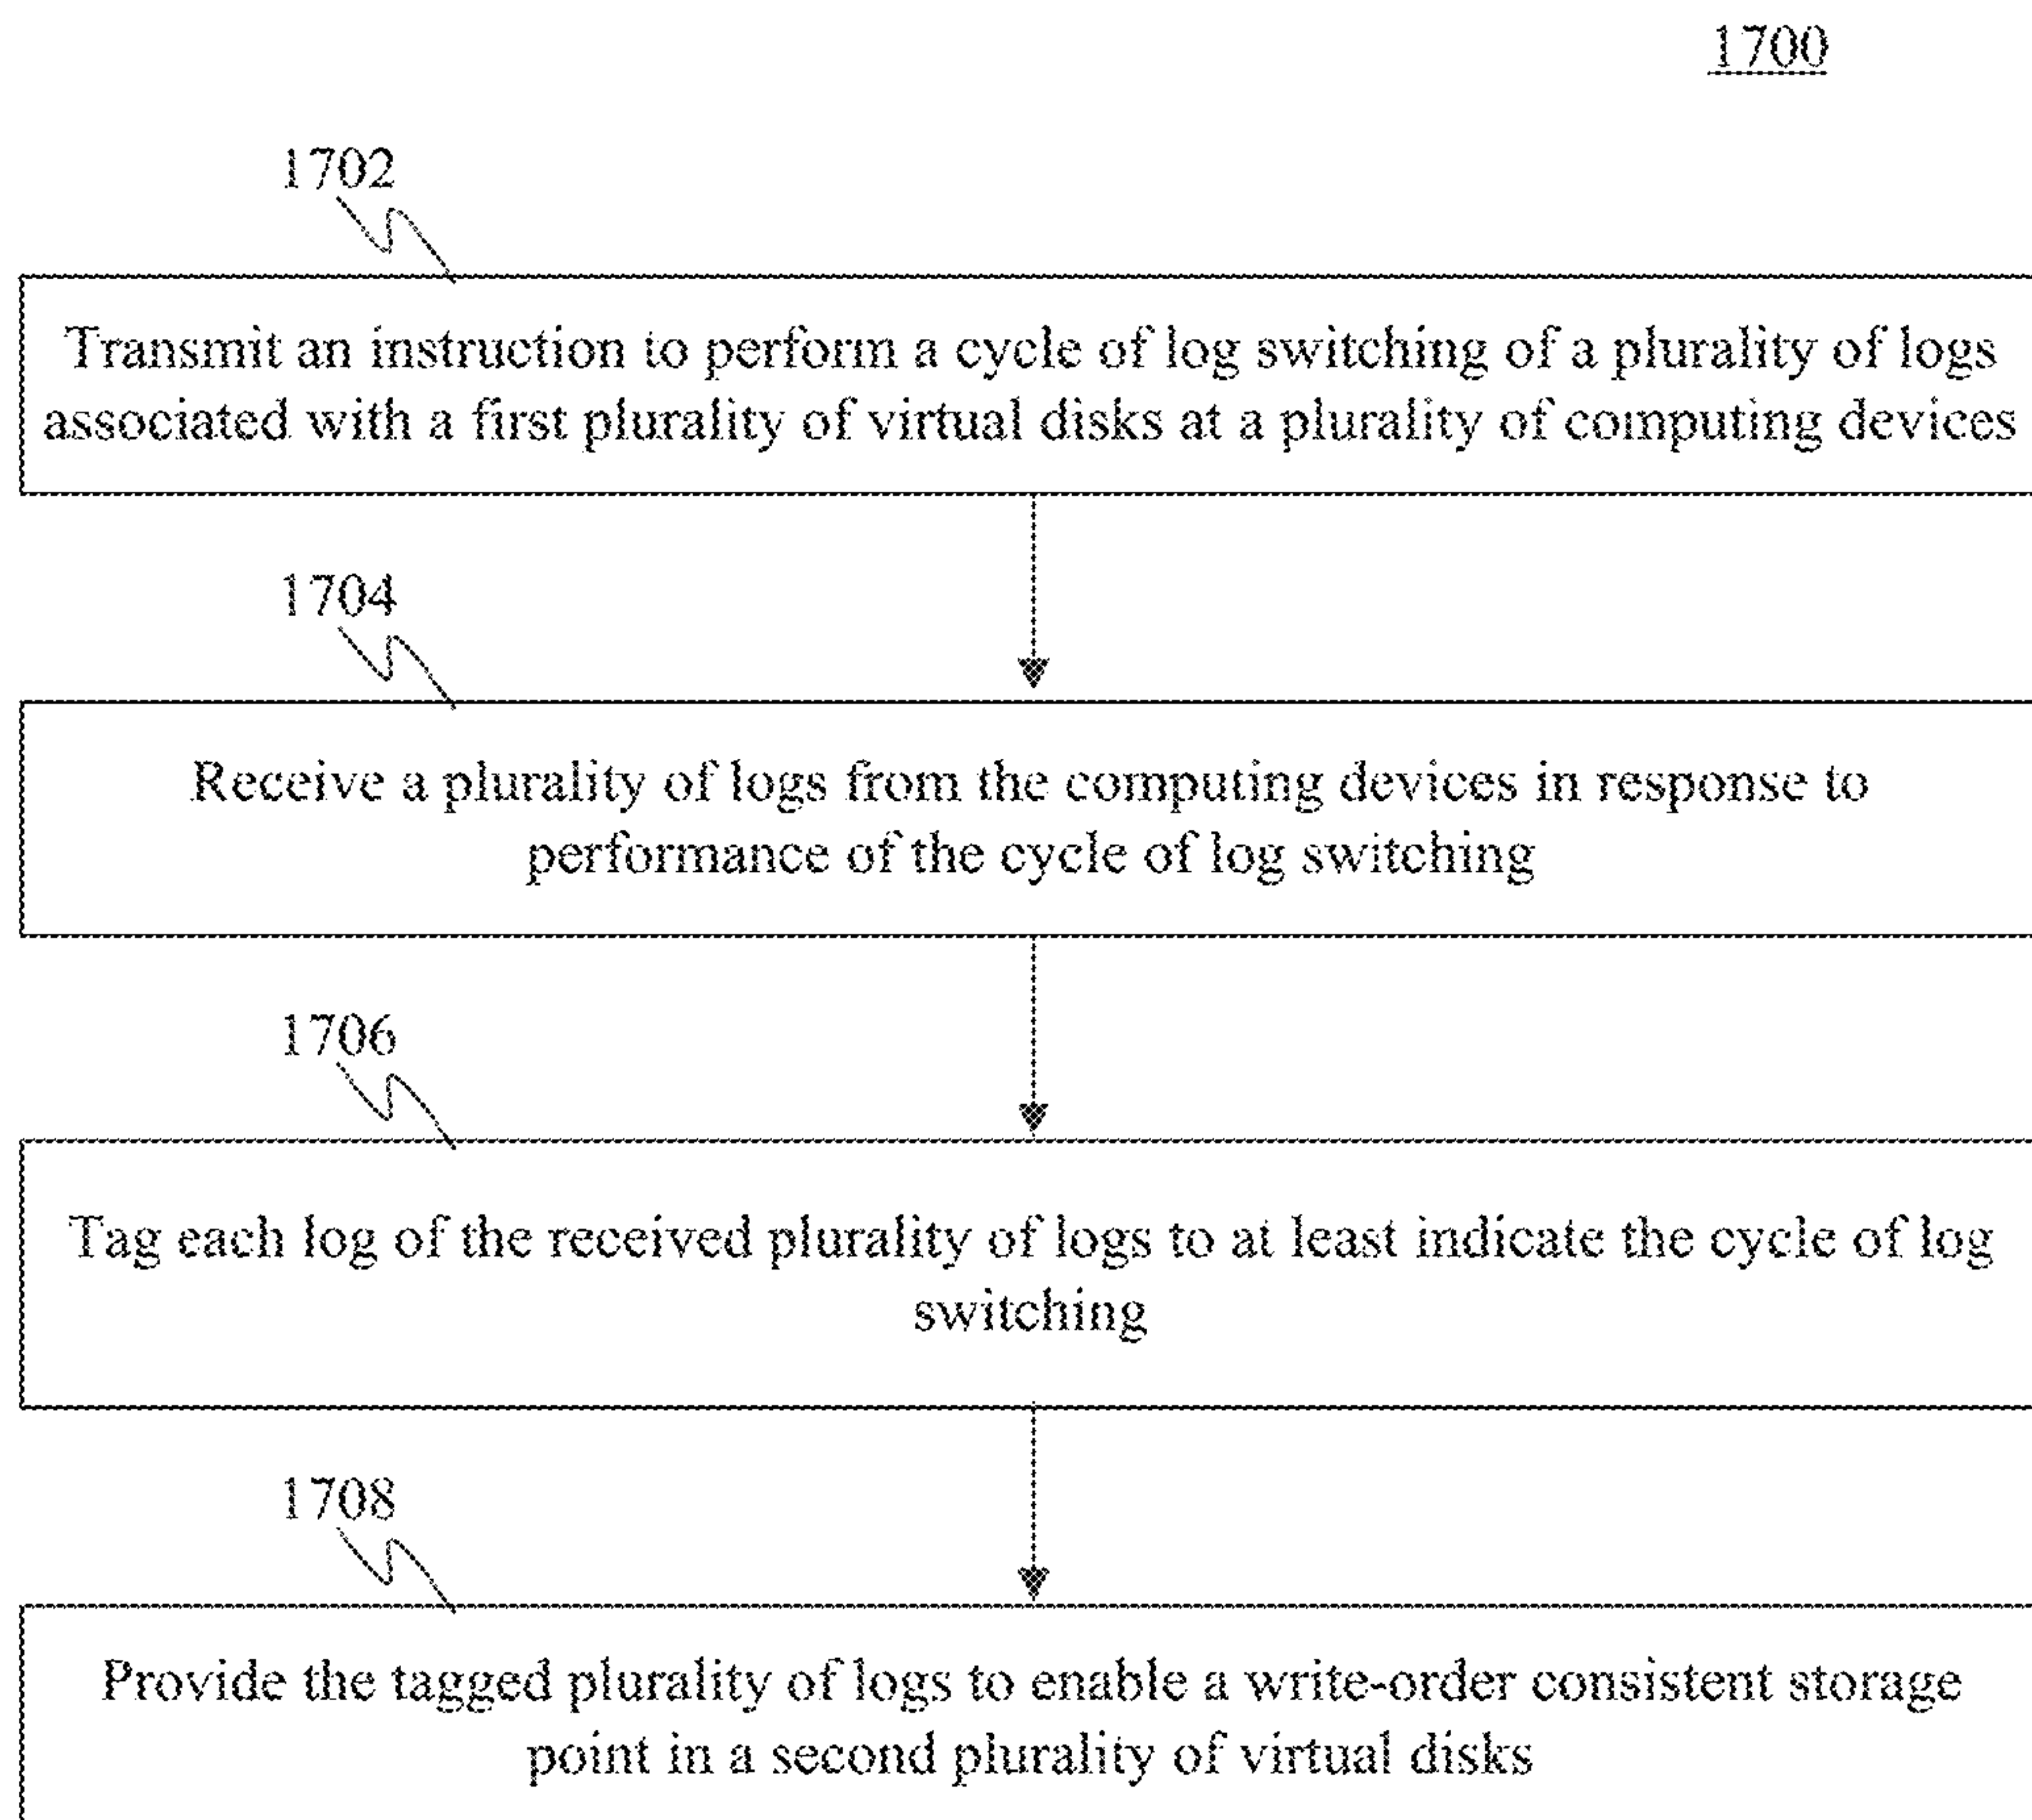 1700
1702
Transmit an instruction to perform a cycle of log switching of a plurality of logs
associated with a first plurality of virtual disks at a plurality of computing devices
1704
Receive a plurality of logs from the computing devices in response to
performance of the cycle of log switching
1706
Tag each log of the received plurality of logs to at least indicate the cycle of log
switching
1708
Provide the tagged plurality of logs to enable a write-order consistent storage
point in a second plurality of virtual disks